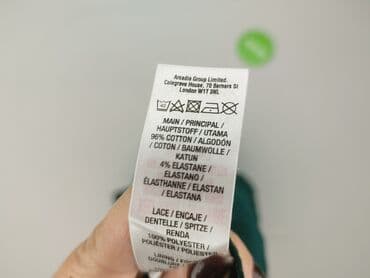 Arcadia Group Limited.
Colegrave House, 70 Berners St
London W1T 3NL
MAIN / PRINCIPAL /
HAUPTSTOFF / UTAMA
96% COTTON / ALGODÓN
/ COTON / BAUMWOLLE /
KATUN
4% ELASTANE /
ELASTANO /
ÉLASTHANNE / ELASTAN
/ ELASTANA
LACE / ENCAJE /
DENTELLE / SPITZE /
RENDA
100% POLYESTER /
POLIÉSTER / POLYESTER